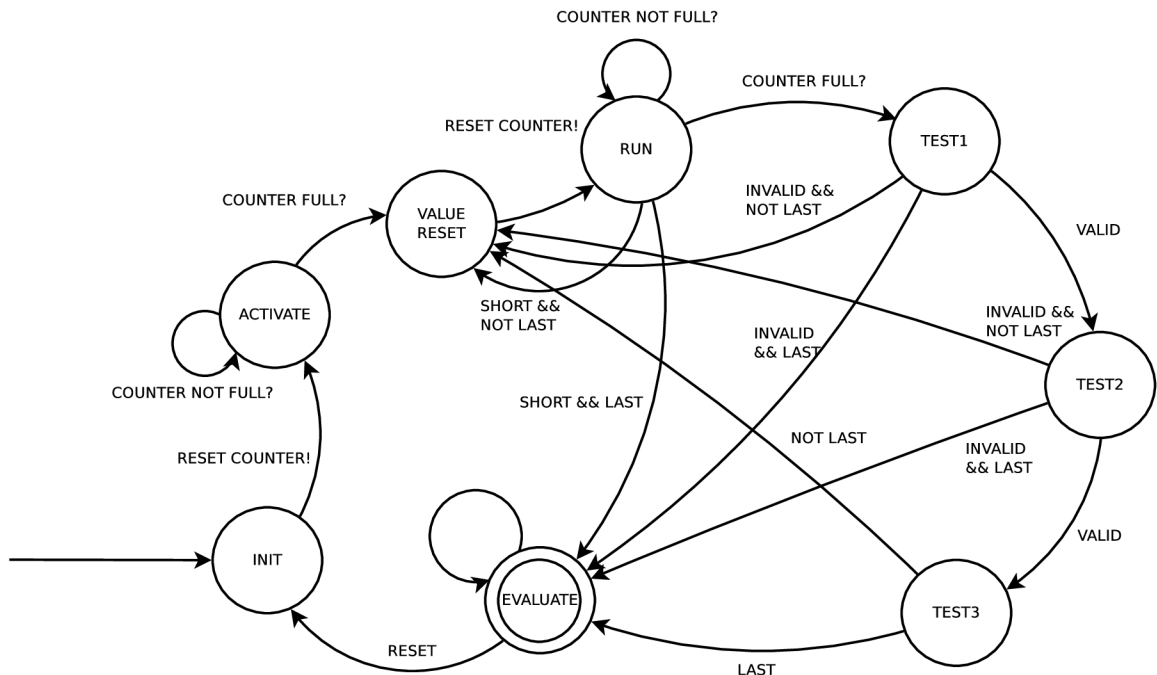 COUNTER NOT FULL?
COUNTER FULL?
RESET COUNTER!
RUN
TEST1
INVALID &&
NOT LAST
COUNTER FULL?
VALUE
RESET
VALID
ACTIVATE
SHORT &&
NOT LAST
INVALID &&
NOT LAST
INVALID
&& LAST
TEST2
COUNTER NOT FULL?
SHORT && LAST
NOT LAST
INVALID
&& LAST
RESET COUNTER!
VALID
INIT
EVALUATE
TEST3
RESET
LAST